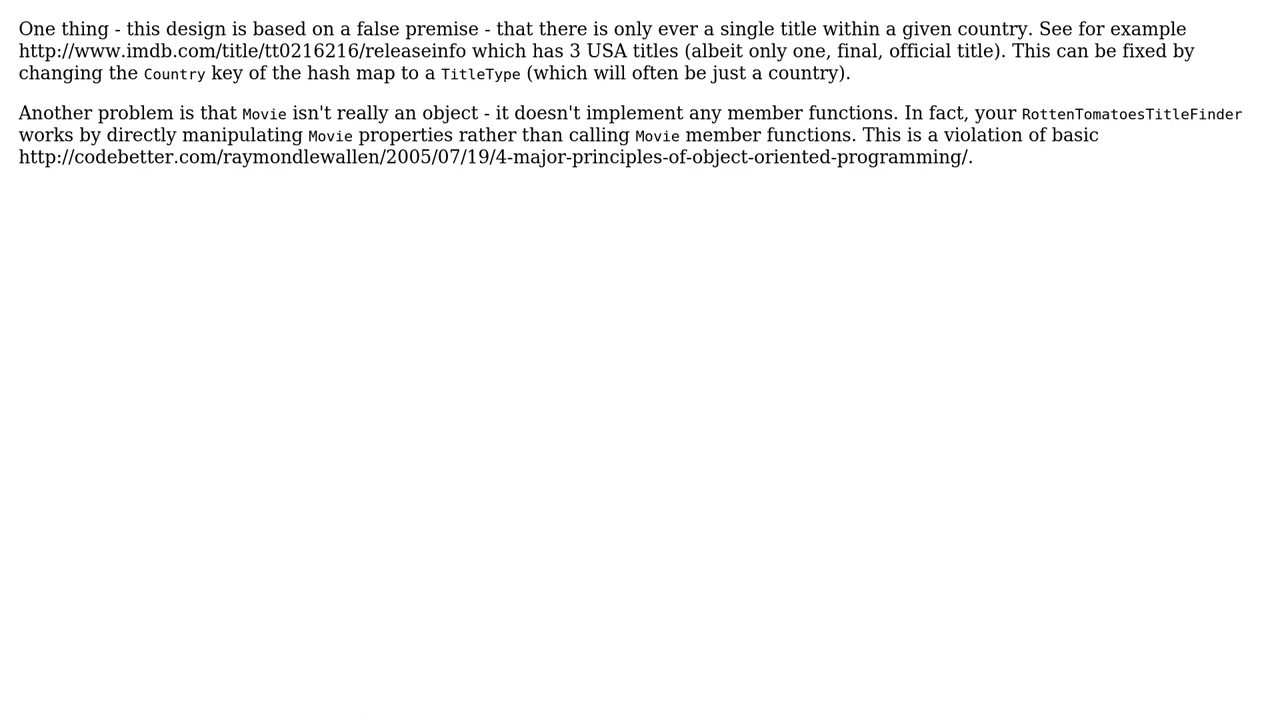 One thing - this design is based on a false premise - that there is only ever a single title within a given country. See for example
http://www.imdb.com/title/tt0216216/releaseinfo which has 3 USA titles (albeit only one, final, official title). This can be fixed by
changing the Country key of the hash map to a TitleType (which will often be just a country).
Another problem is that Movie isn't really an object - it doesn't implement any member functions. In fact, your RottenTomatoesTitleFinder
works by directly manipulating Movie properties rather than calling Movie member functions. This is a violation of basic
http://codebetter.com/raymondlewallen/2005/07/19/4-major-principles-of-object-oriented-programming/.